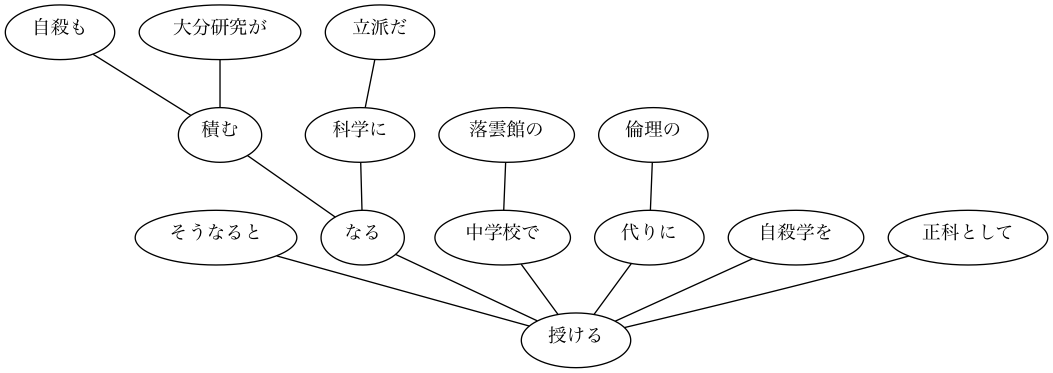 自殺も 大分研究が 立派だ
積む 科学に 落雲館の 倫理の
そうなると なる 中学校で 代りに 自殺学を 正科として
授ける